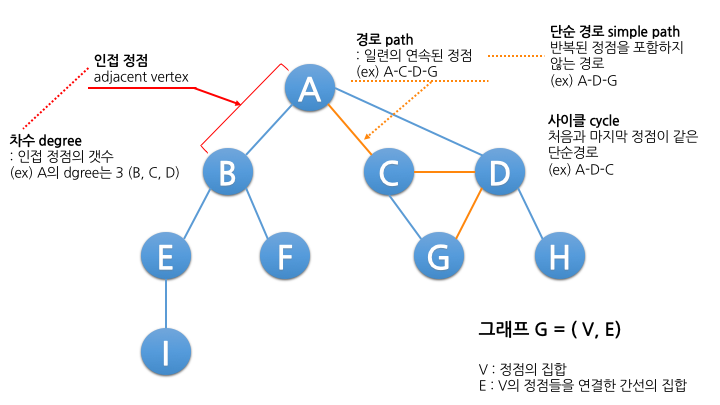 인접 정점
adjacent vertex
차수 degree
: 인접 정점의 갯수
(ex) A의 dgree는 3 (B, C, D)
경로 path
: 일련의 연속된 정점
(ex) A-C-D-G
단순 경로 simple path
반복된 정점을 포함하지
않는 경로
(ex) A-D-G
사이클 cycle
처음과 마지막 정점이 같은
단순경로
(ex) A-D-C
A
B
C
D
E
F
G
H
I
그래프 G = ( V, E)
V : 정점의 집합
E : V의 정점들을 연결한 간선의 집합